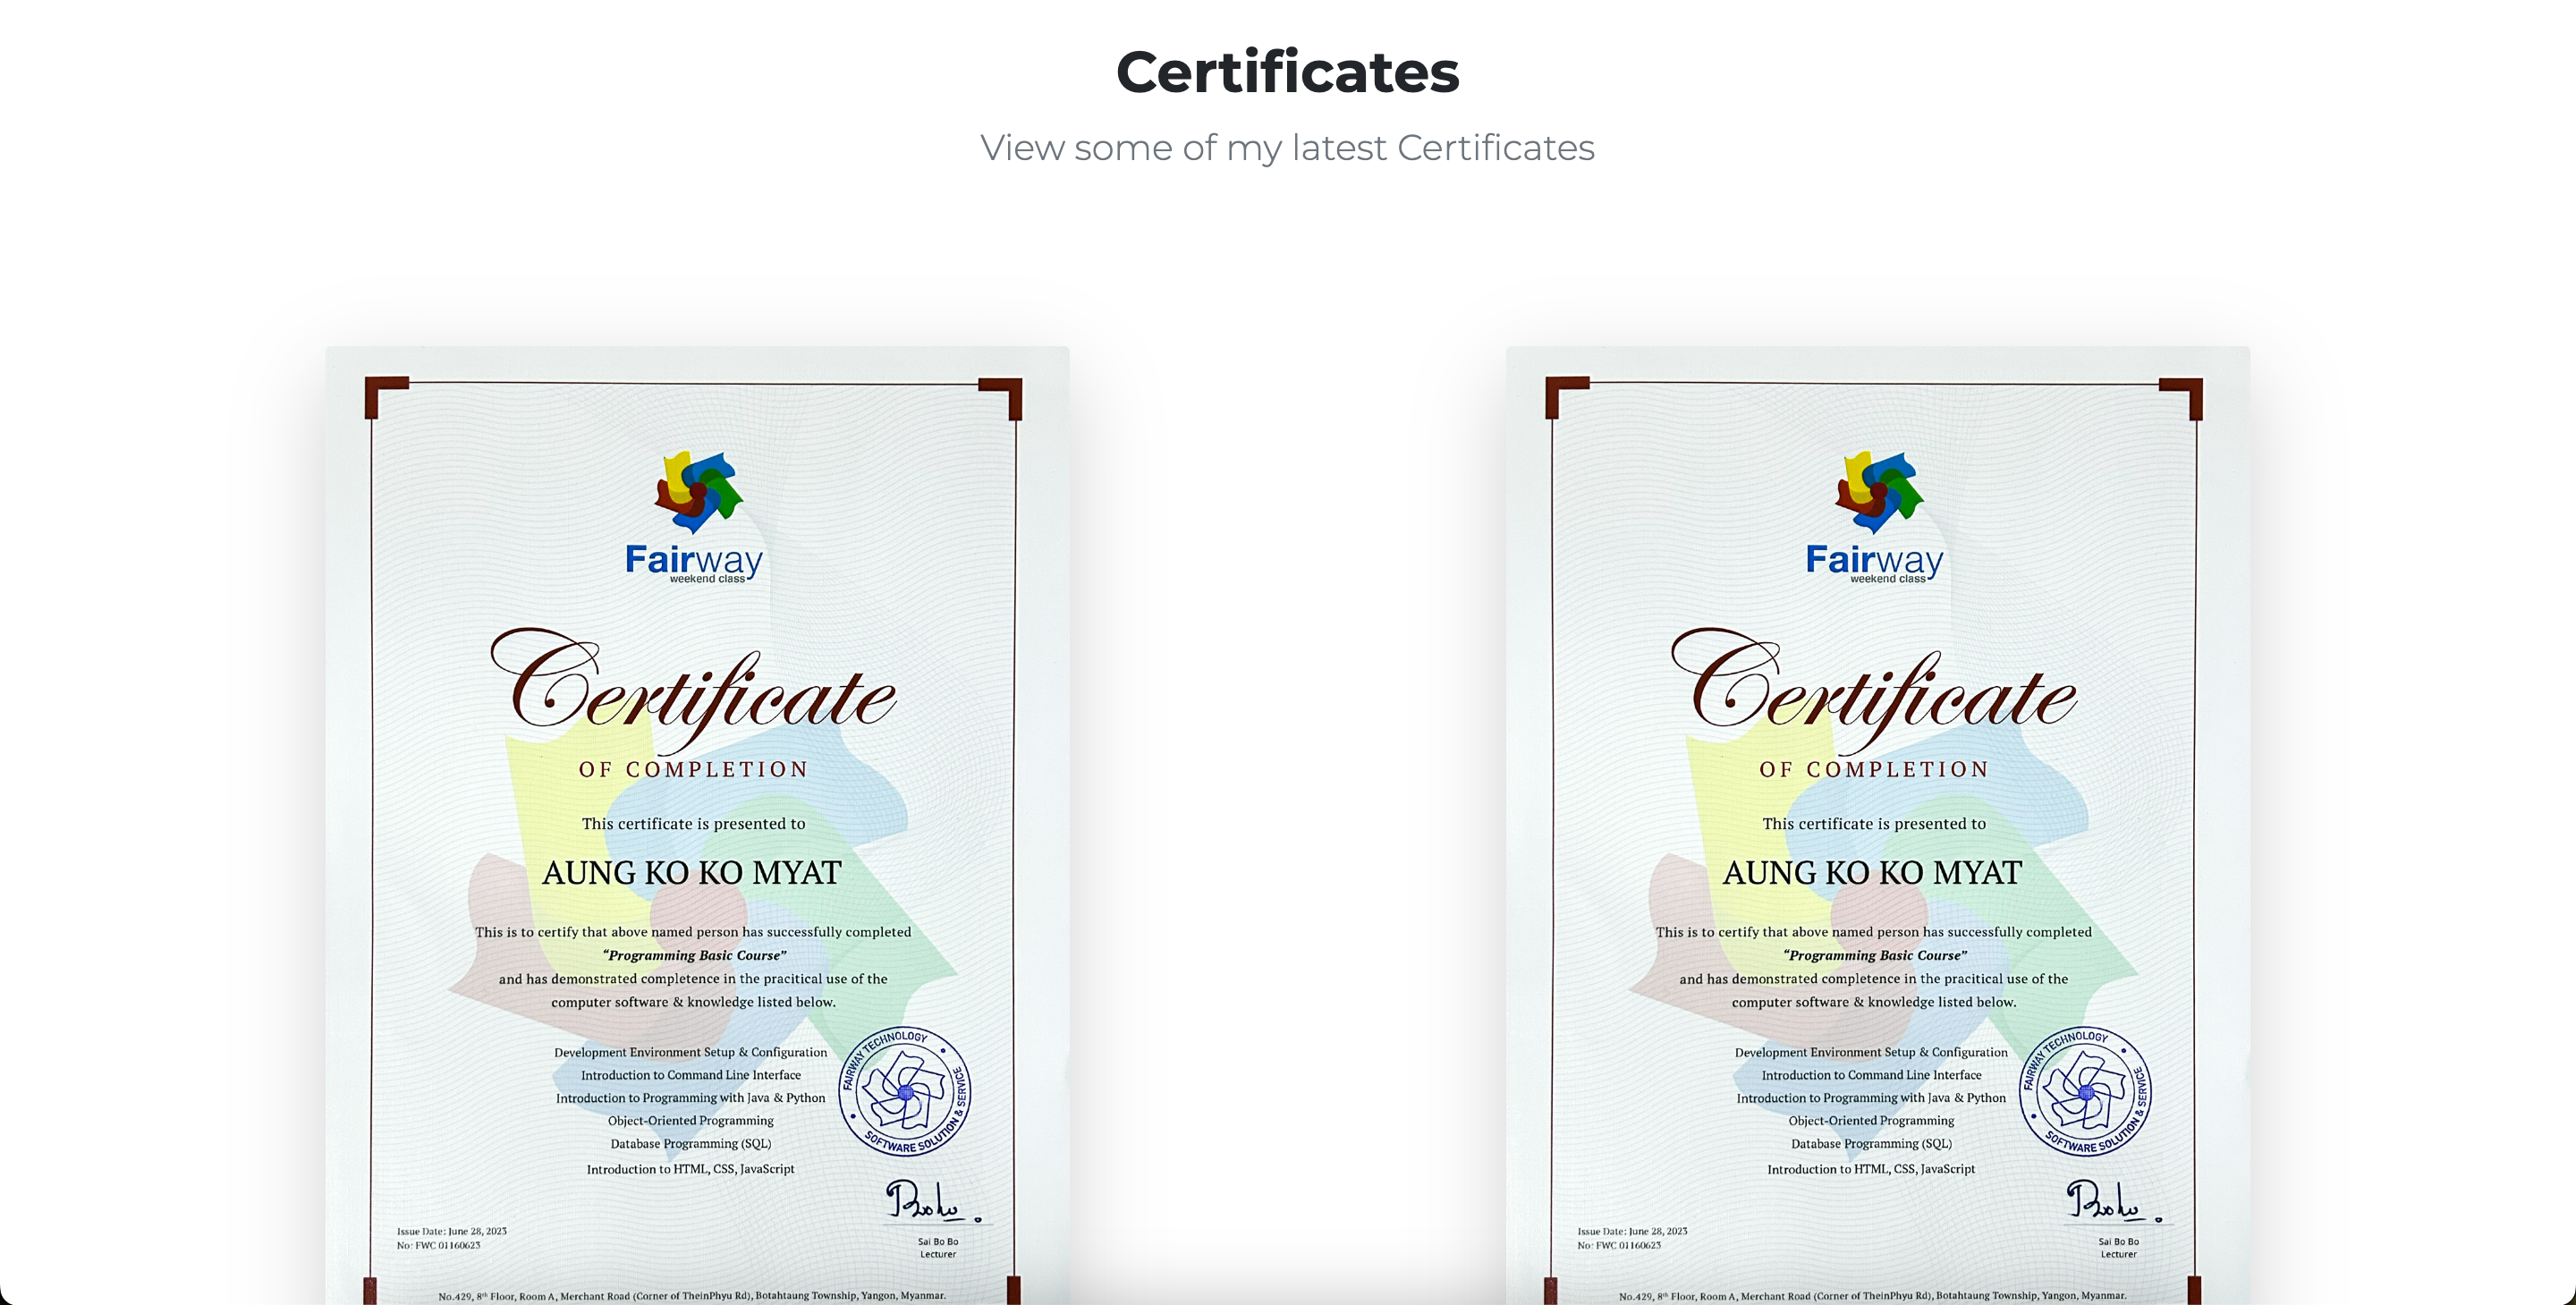 Certificates
View some of my latest Certificates
Fairway
weekend class
Certificate
OF COMPLETION
This certificate is presented to
AUNG KO KO MYAT
This is to certify that above named person has successfully completed
“Programming Basic Course”
and has demonstrated completence in the pracitical use of the
computer software & knowledge listed below.
Development Environment Setup & Configuration
Introduction to Command Line Interface
Introduction to Programming with Java & Python
Object-Oriented Programming
Database Programming (SQL)
Introduction to HTML, CSS, JavaScript
FAIRWAY TECHNOLOGY
SOFTWARE SOLUTION & SERVICE
Issue Date: June 28, 2023
No: FWC 01160623
Sai Bo Bo
Lecturer
No.429, 8th Floor, Room A, Merchant Road (Corner of TheinPhyu Rd), Botahtaung Township, Yangon, Myanmar.
Fairway
weekend class
Certificate
OF COMPLETION
This certificate is presented to
AUNG KO KO MYAT
This is to certify that above named person has successfully completed
“Programming Basic Course”
and has demonstrated completence in the pracitical use of the
computer software & knowledge listed below.
Development Environment Setup & Configuration
Introduction to Command Line Interface
Introduction to Programming with Java & Python
Object-Oriented Programming
Database Programming (SQL)
Introduction to HTML, CSS, JavaScript
FAIRWAY TECHNOLOGY
SOFTWARE SOLUTION & SERVICE
Issue Date: June 28, 2023
No: FWC 01160623
Sai Bo Bo
Lecturer
No.429, 8th Floor, Room A, Merchant Road (Corner of TheinPhyu Rd), Botahtaung Township, Yangon, Myanmar.